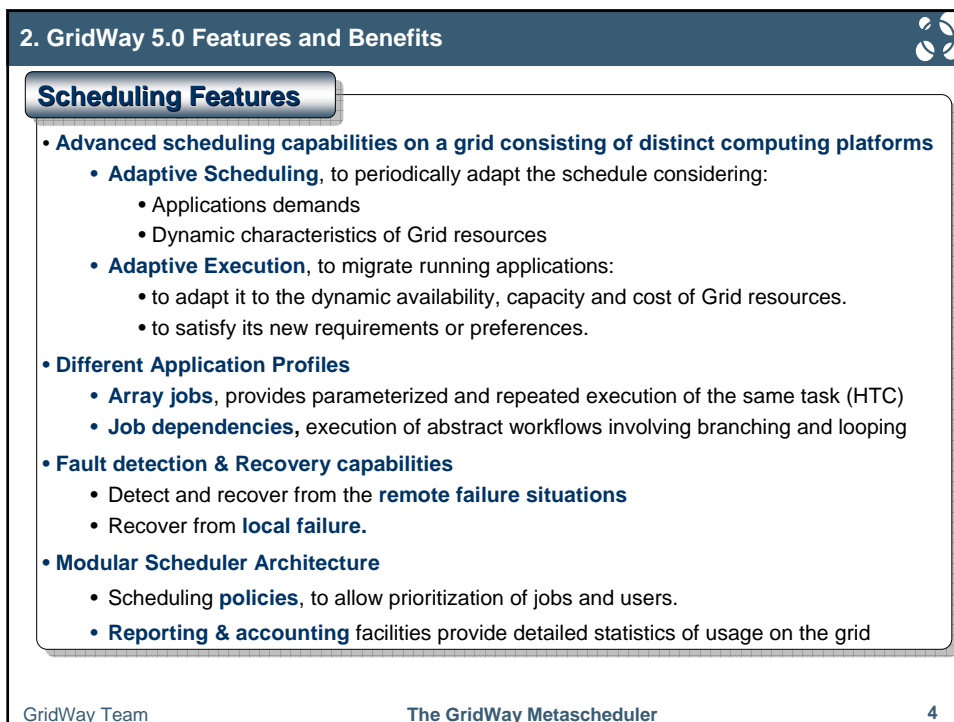 2. GridWay 5.0 Features and Benefits
Scheduling Features
• Advanced scheduling capabilities on a grid consisting of distinct computing platforms
• Adaptive Scheduling, to periodically adapt the schedule considering:
• Applications demands
• Dynamic characteristics of Grid resources
• Adaptive Execution, to migrate running applications:
• to adapt it to the dynamic availability, capacity and cost of Grid resources.
• to satisfy its new requirements or preferences.
• Different Application Profiles
• Array jobs, provides parameterized and repeated execution of the same task (HTC)
• Job dependencies, execution of abstract workflows involving branching and looping
• Fault detection & Recovery capabilities
• Detect and recover from the remote failure situations
• Recover from local failure.
• Modular Scheduler Architecture
• Scheduling policies, to allow prioritization of jobs and users.
• Reporting & accounting facilities provide detailed statistics of usage on the grid
GridWay Team The GridWay Metascheduler 4